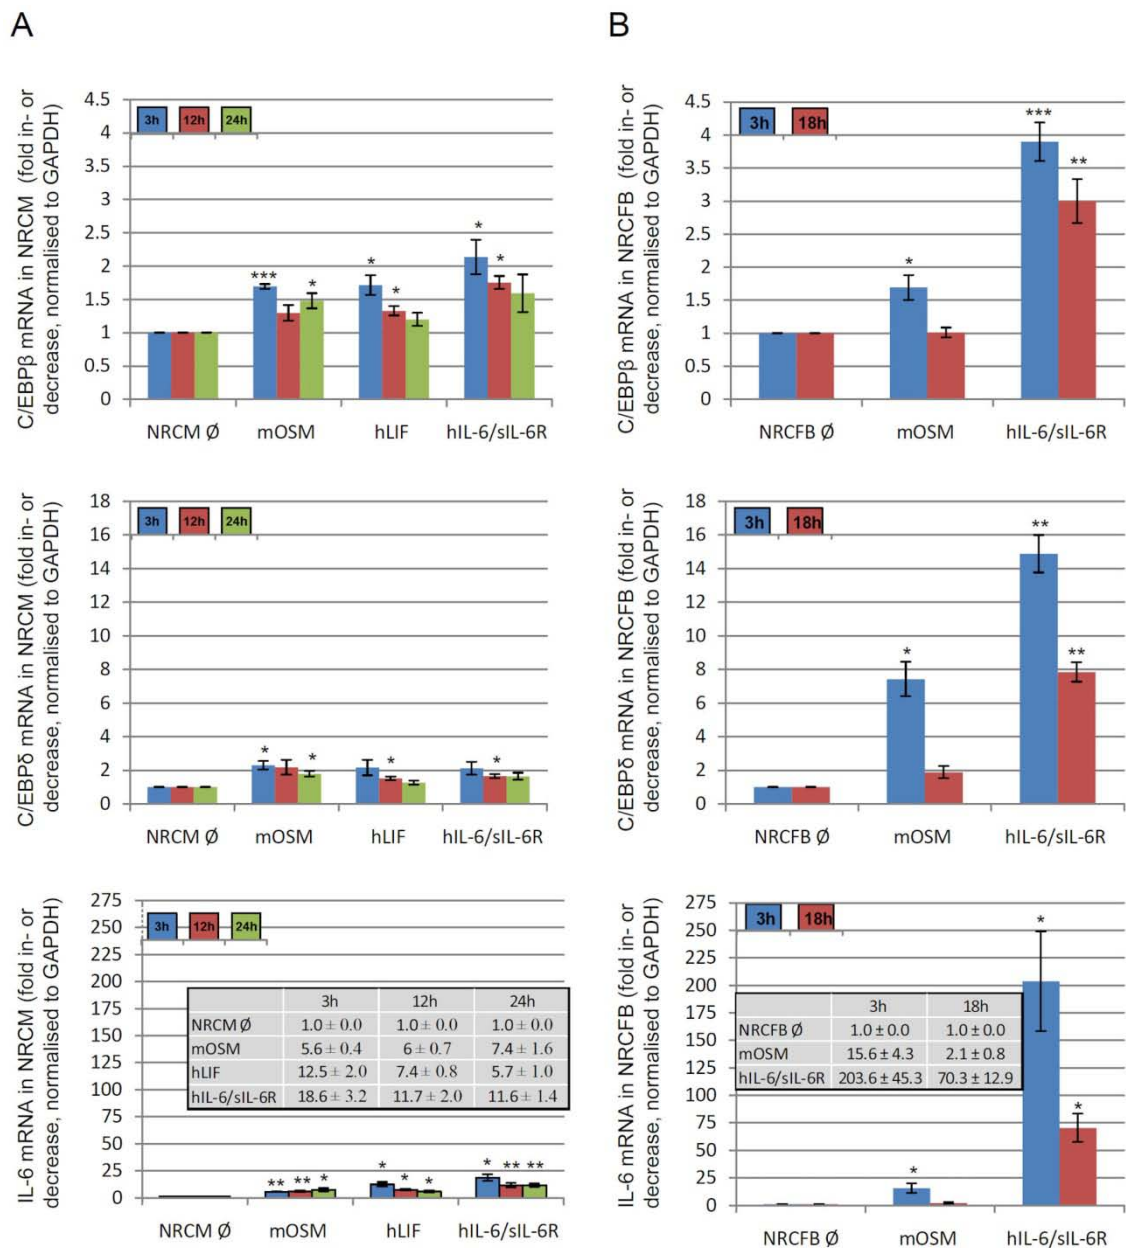 A
B
C/EBPβ mRNA in NRCM (fold in- or
decrease, normalised to GAPDH)
4.5
4
3.5
3
2.5
2
1.5
1
0.5
0
3h 12h 24h
*** *
* *
* *
NRCM Ø mOSM hLIF hIL-6/sIL-6R
C/EBPβ mRNA in NRCFB (fold in- or
decrease, normalised to GAPDH)
4.5
4
3.5
3
2.5
2
1.5
1
0.5
0
3h 18h
*
*** **
NRCFB Ø mOSM hIL-6/sIL-6R
C/EBPδ mRNA in NRCM (fold in- or
decrease, normalised to GAPDH)
18
16
14
12
10
8
6
4
2
0
3h 12h 24h
* *
*
*
NRCM Ø mOSM hLIF hIL-6/sIL-6R
C/EBPδ mRNA in NRCFB (fold in- or
decrease, normalised to GAPDH)
18
16
14
12
10
8
6
4
2
0
3h 18h
*
** **
NRCFB Ø mOSM hIL-6/sIL-6R
IL-6 mRNA in NRCM (fold in- or
decrease, normalised to GAPDH)
275
250
225
200
175
150
125
100
75
50
25
0
3h 12h 24h
3h 12h 24h
NRCM Ø 1.0 ± 0.0 1.0 ± 0.0 1.0 ± 0.0
mOSM 5.6 ± 0.4 6 ± 0.7 7.4 ± 1.6
hLIF 12.5 ± 2.0 7.4 ± 0.8 5.7 ± 1.0
hIL-6/sIL-6R 18.6 ± 3.2 11.7 ± 2.0 11.6 ± 1.4
** ** *
* * *
* ** **
NRCM Ø mOSM hLIF hIL-6/sIL-6R
IL-6 mRNA in NRCFB (fold in- or
decrease, normalised to GAPDH)
275
250
225
200
175
150
125
100
75
50
25
0
3h 18h
3h 18h
NRCFB Ø 1.0 ± 0.0 1.0 ± 0.0
mOSM 15.6 ± 4.3 2.1 ± 0.8
hIL-6/sIL-6R 203.6 ± 45.3 70.3 ± 12.9
*
* *
NRCFB Ø mOSM hIL-6/sIL-6R